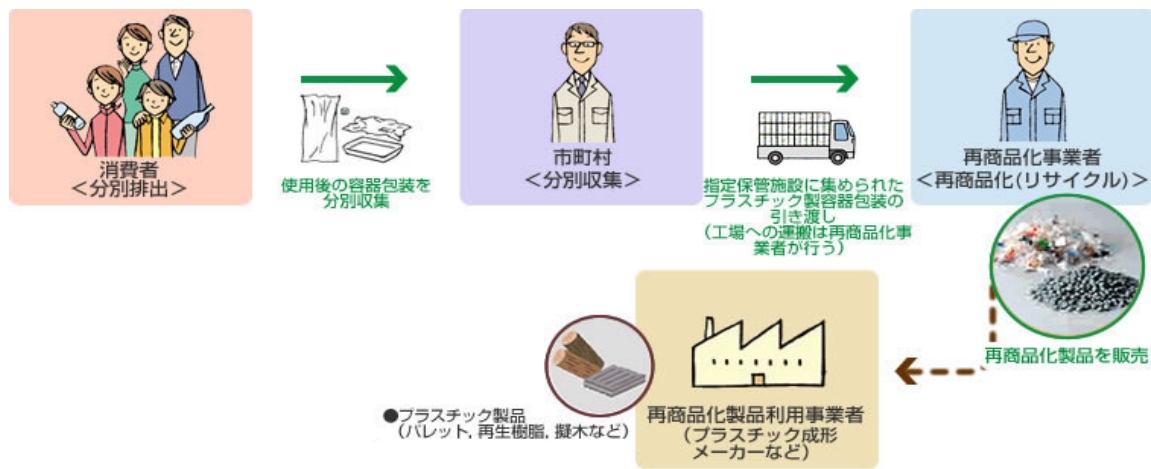 消費者
＜分別排出＞
使用後の容器包装を
分別収集
市町村
＜分別収集＞
指定保管施設に集められた
プラスチック製容器包装の
引き渡し
（工場への運搬は再商品化事
業者が行う）
再商品化事業者
＜再商品化(リサイクル)＞
再商品化製品を販売
再商品化製品利用事業者
（プラスチック成形
メーカーなど）
●プラスチック製品
（パレット, 再生樹脂, 擬木など）